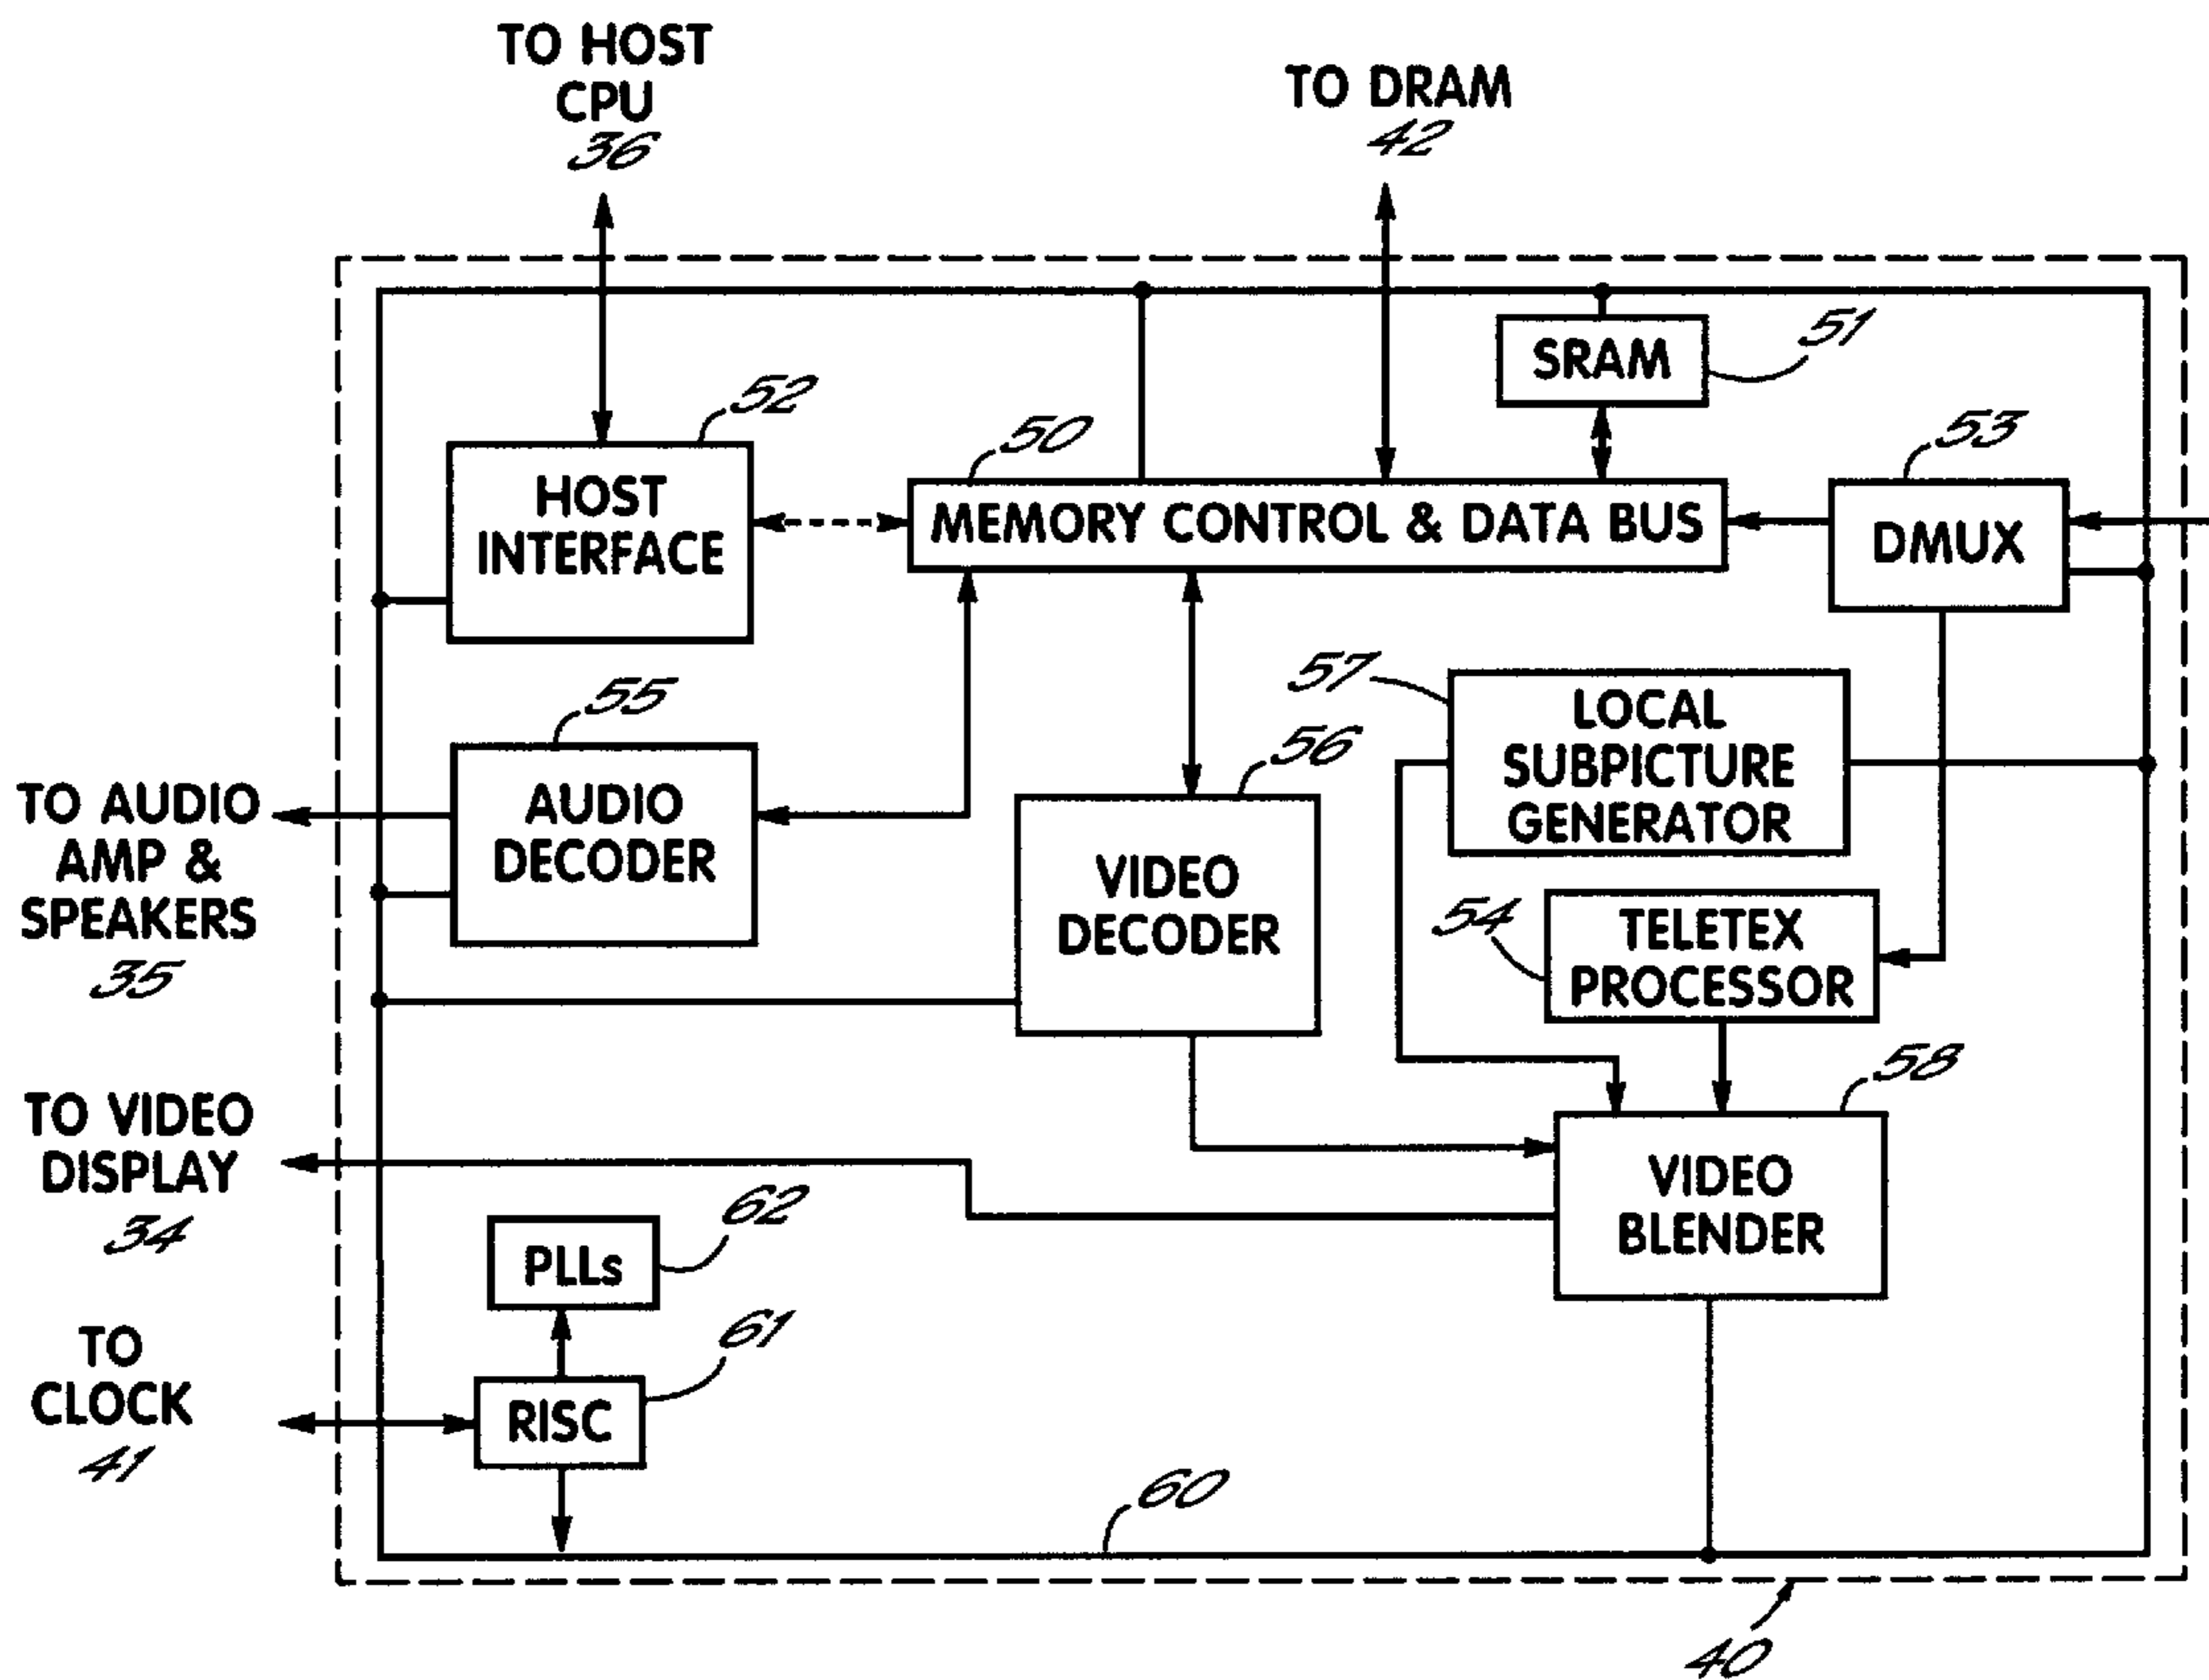 TO HOST
CPU
36
TO DRAM
42
SRAM
51
52
HOST
INTERFACE
50
MEMORY CONTROL & DATA BUS
53
DMUX
57
LOCAL
SUBPICTURE
GENERATOR
55
AUDIO
DECODER
56
VIDEO
DECODER
TO AUDIO
AMP &
SPEAKERS
35
54
TELETEX
PROCESSOR
58
VIDEO
BLENDER
TO VIDEO
DISPLAY
34
62
PLLs
61
RISC
TO
CLOCK
41
60
40